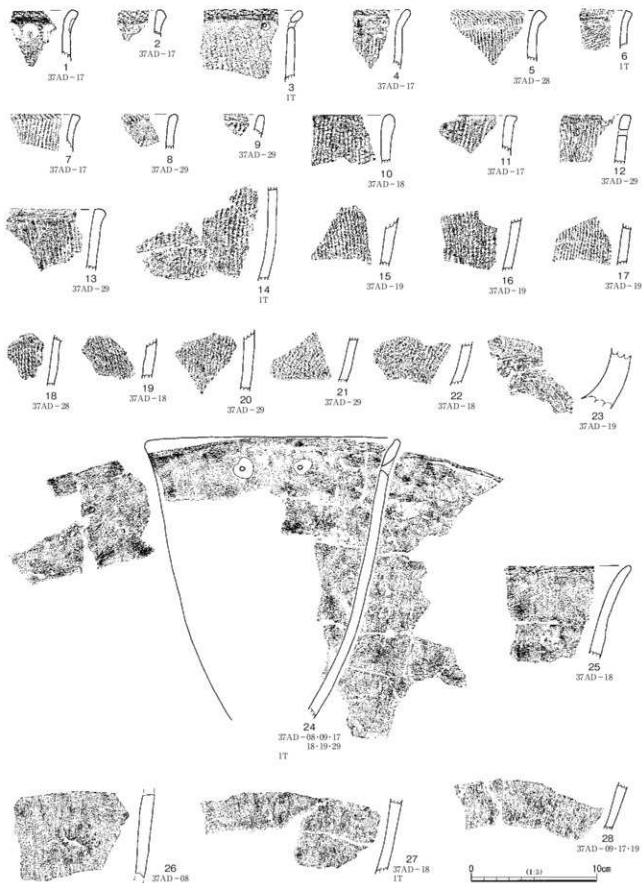 1
37AD-17
2
37AD-17
3
1T
4
37AD-17
5
37AD-28
6
1T
7
37AD-17
8
37AD-29
9
37AD-29
10
37AD-18
11
37AD-17
12
37AD-29
13
37AD-29
14
1T
15
37AD-19
16
37AD-19
17
37AD-19
18
37AD-28
19
37AD-18
20
37AD-29
21
37AD-29
22
37AD-18
23
37AD-19
24
37AD-08·09·17
18·19·29
1T
25
37AD-18
26
37AD-08
27
37AD-18
1T
28
37AD-09·17·19
0 (1:3) 10cm